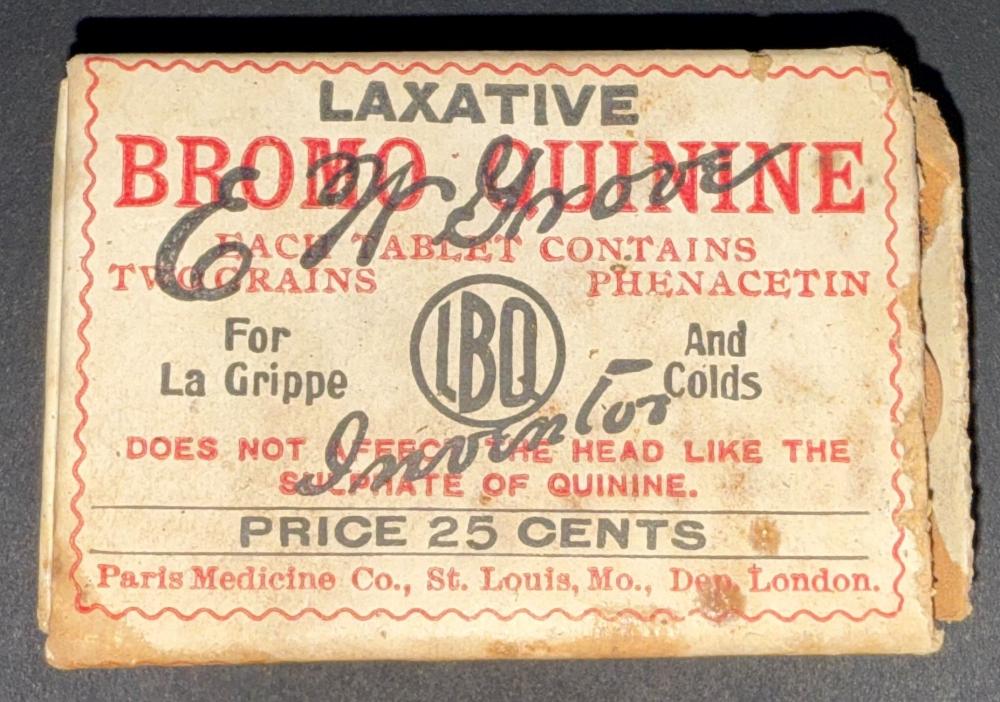 LAXATIVE
BROMO QUININE
E W Grove
EACH TABLET CONTAINS
TWO GRAINS PHENACETIN
For And
La Grippe Colds
LBQ
Inventor
DOES NOT AFFECT THE HEAD LIKE THE
SULPHATE OF QUININE.
PRICE 25 CENTS
Paris Medicine Co., St. Louis, Mo., Dep. London.